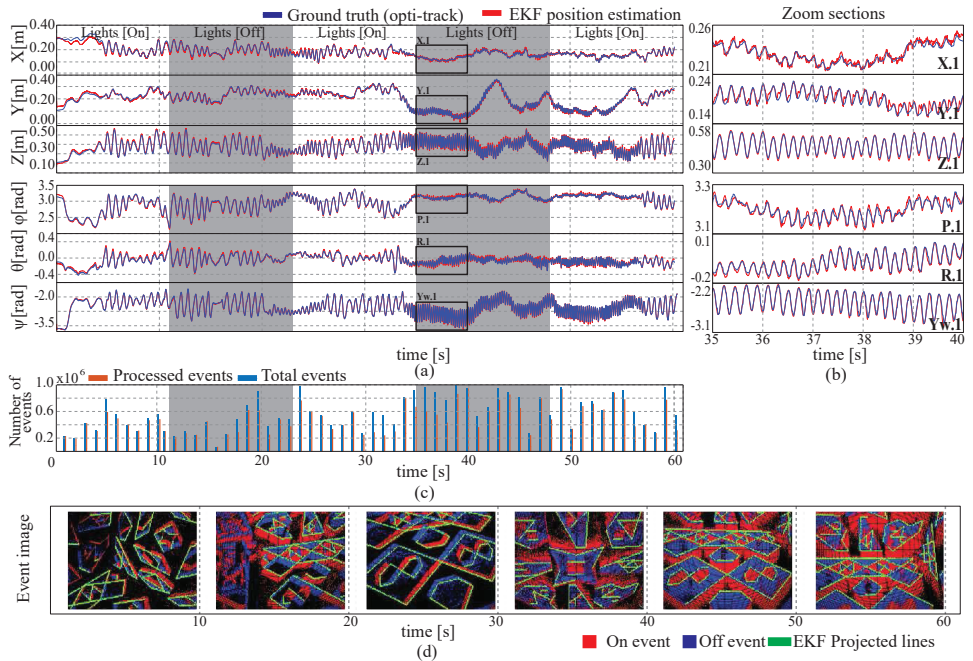 Ground truth (opti-track) EKF position estimation
Zoom sections
(a)
Lights [On] Lights [Off] Lights [On] Lights [Off] Lights [On]
X[m] 0.40 0.20 0.00
X.1
Y[m] 0.40 0.20 0.00
Y.1
Z[m] 0.50 0.30 0.10
Z.1
φ[rad] 3.5 3.0 2.5
P.1
θ[rad] 0.4 0.0 -0.4
R.1
ψ[rad] -2.0 -3.5
Yw.1
time [s]
(a)
0.26 0.21 X.1
0.24 0.14 Y.1
0.58 0.30 Z.1
3.3 3.1 P.1
0.1 -0.2 R.1
-2.2 -3.1 Yw.1
35 36 37 38 39 40
time [s]
(b)
1.0 x10⁶
Processed events Total events
Number of
events
0.6
0.2
0 10 20 30 40 50 60
time [s]
(c)
Event image
10 20 30 40 50 60
time [s]
On event Off event EKF Projected lines
(d)